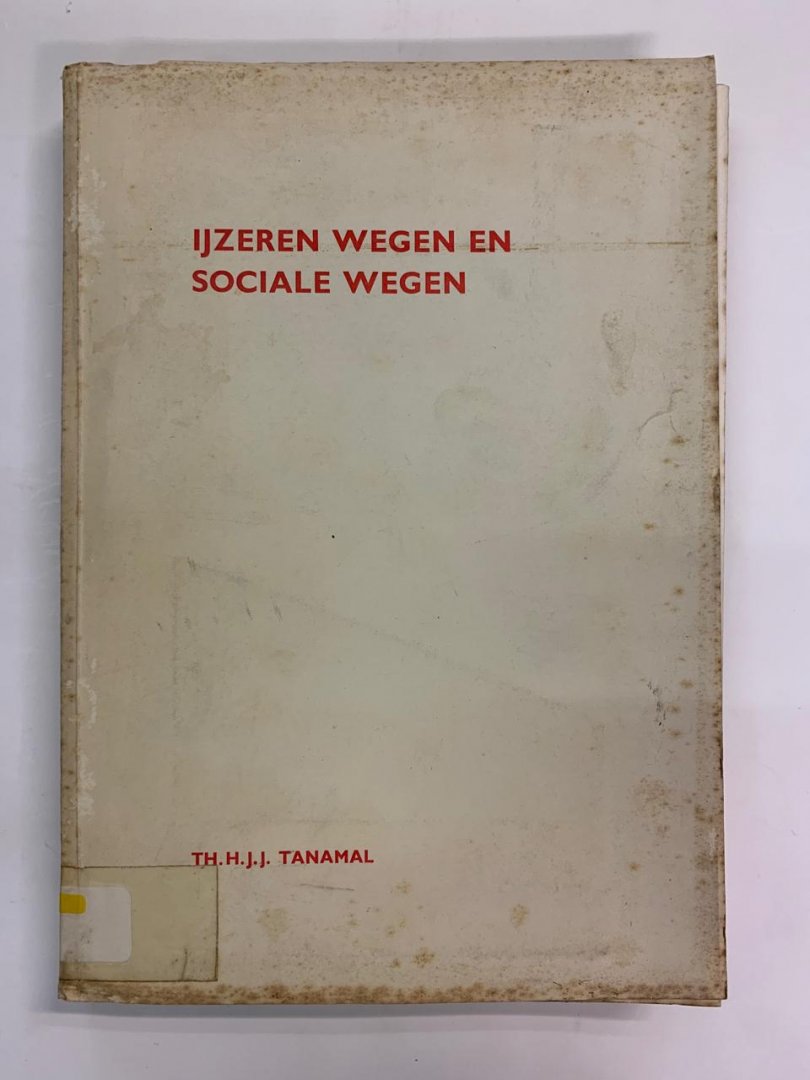 IJZEREN WEGEN EN
SOCIALE WEGEN
TH.H.J.J. TANAMAL